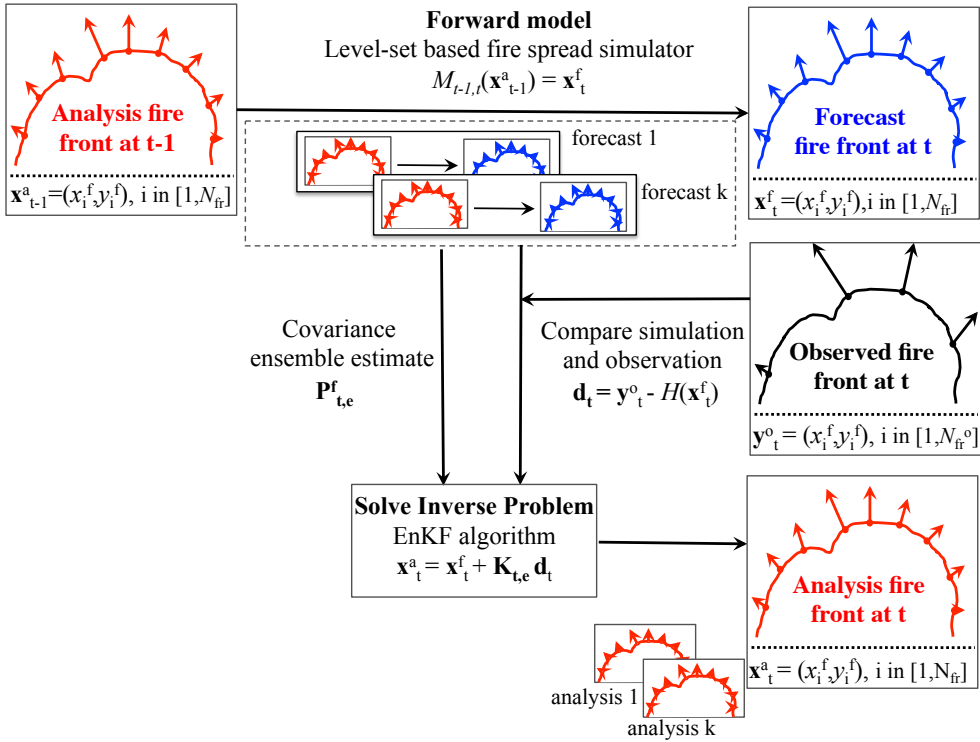 Forward model
Level-set based fire spread simulator
M_{t-1,t}(x^a_{t-1}) = x^f_t
Analysis fire
front at t-1
x^a_{t-1}=(x_i^f,y_i^f), i in [1,N_fr]
Forecast
fire front at t
x^f_t=(x_i^f,y_i^f),i in [1,N_fr]
forecast 1
forecast k
Covariance
ensemble estimate
P^f_{t,e}
Compare simulation
and observation
d_t = y^o_t - H(x^f_t)
Observed fire
front at t
y^o_t = (x_i^f,y_i^f), i in [1,N_fr^o]
Solve Inverse Problem
EnKF algorithm
x^a_t = x^f_t + K_{t,e} d_t
Analysis fire
front at t
x^a_t = (x_i^f,y_i^f), i in [1,N_fr]
analysis 1
analysis k